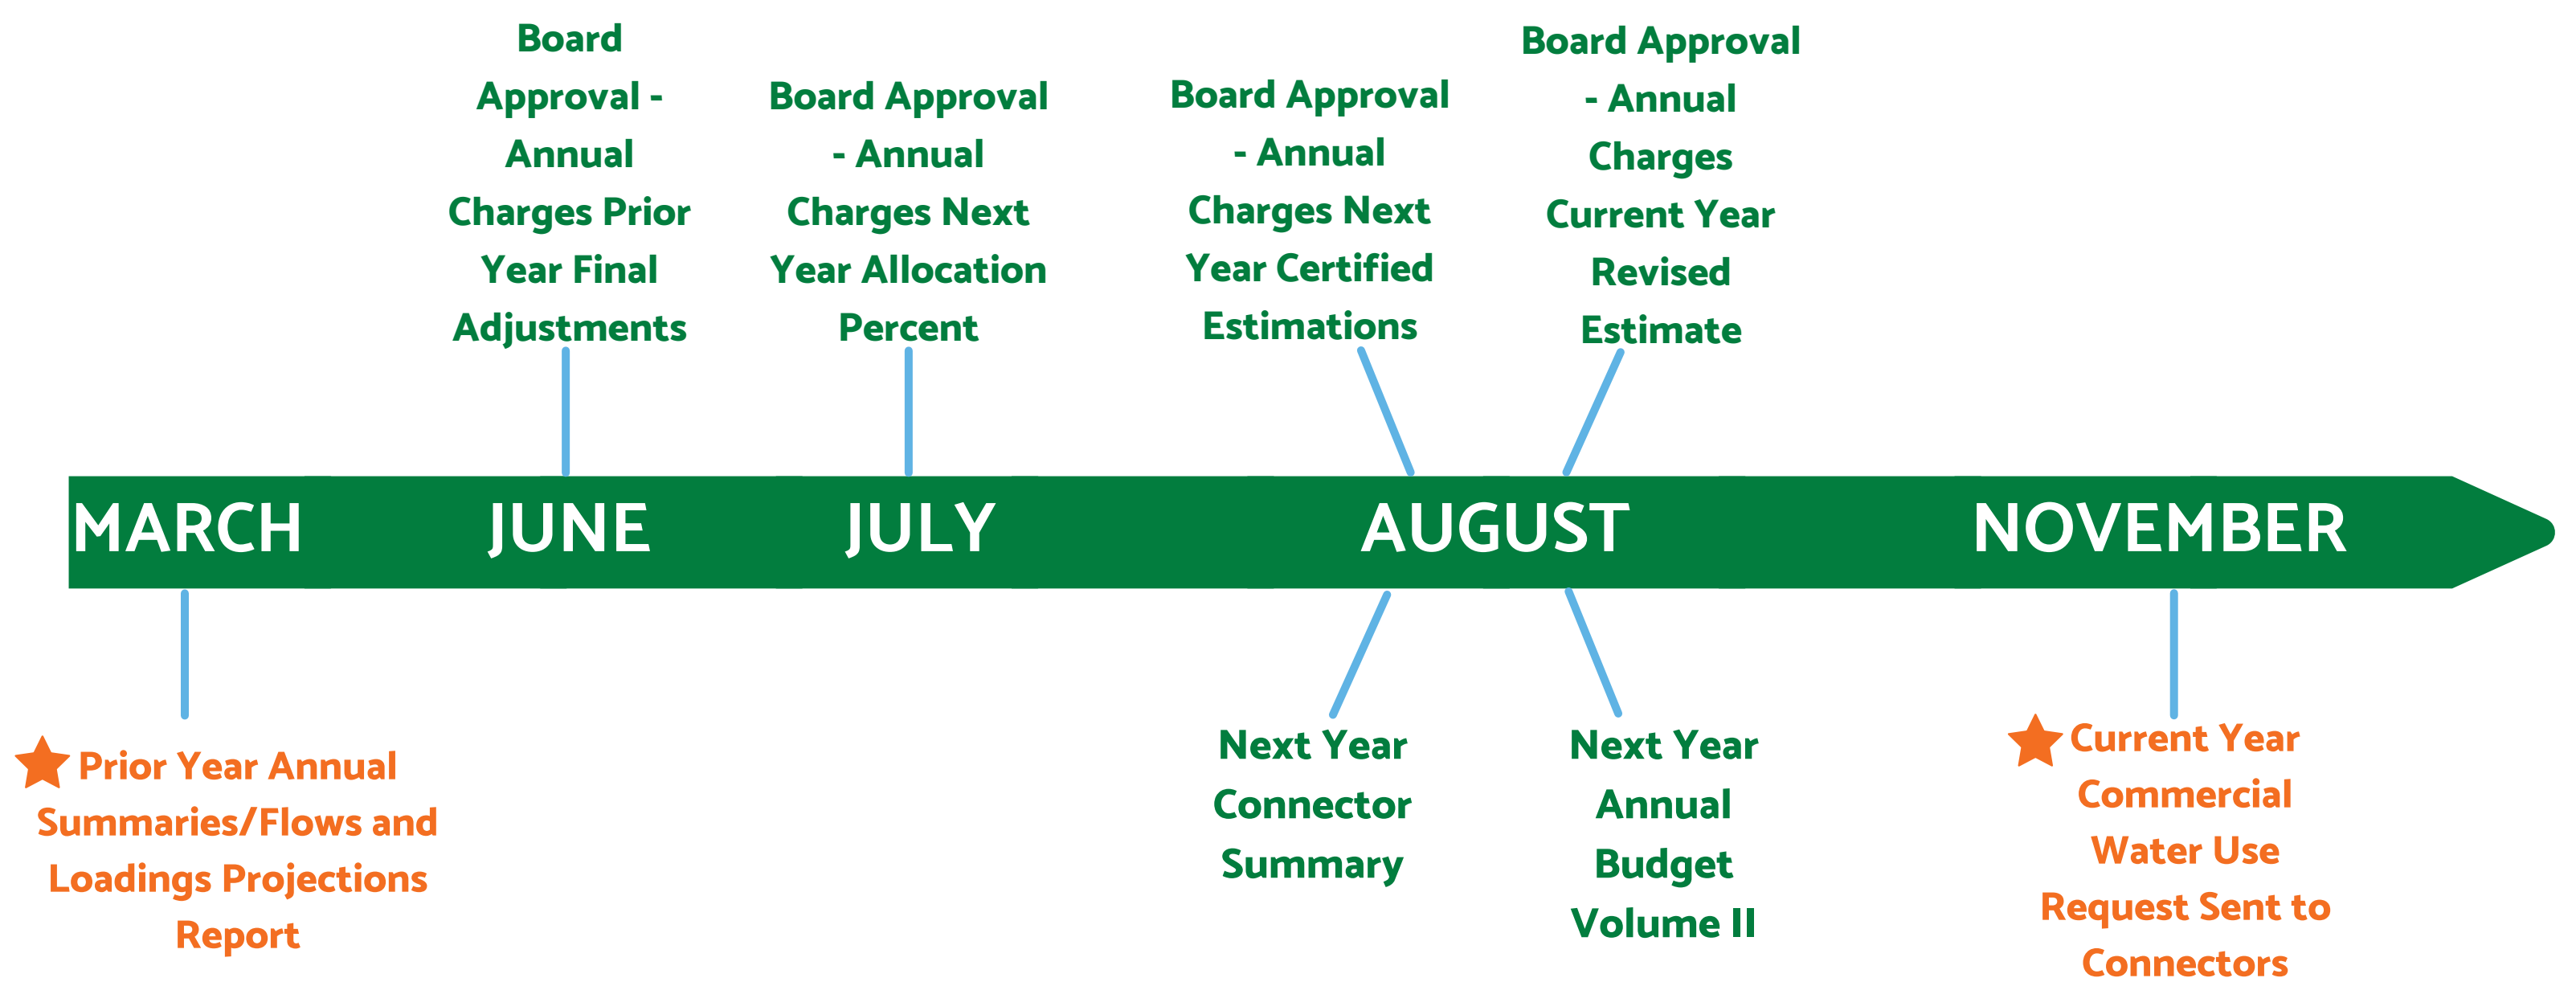 Board
Approval -
Annual
Charges Prior
Year Final
Adjustments
Board Approval
- Annual
Charges Next
Year Allocation
Percent
Board Approval
- Annual
Charges Next
Year Certified
Estimations
Board Approval
- Annual
Charges
Current Year
Revised
Estimate
MARCH
JUNE
JULY
AUGUST
NOVEMBER
Prior Year Annual
Summaries/Flows and
Loadings Projections
Report
Next Year
Connector
Summary
Next Year
Annual
Budget
Volume II
Current Year
Commercial
Water Use
Request Sent to
Connectors